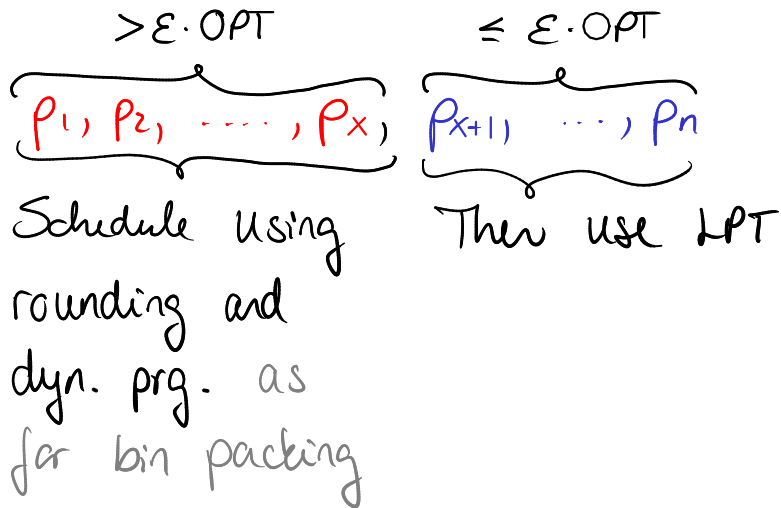 >ε·OPT ≤ ε·OPT
p1, p2, ...., px, px+1, ..., pn
Schedule using Then use LPT
rounding and
dyn. prg. as
for bin packing